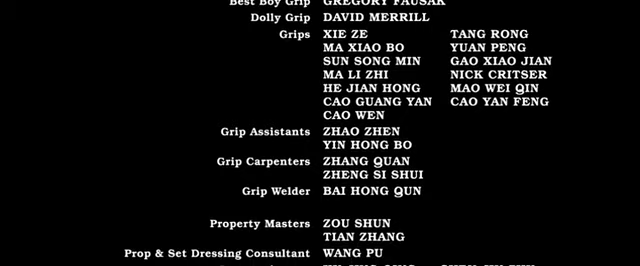 Best Boy Grip GREGORY FAUSAK
Dolly Grip DAVID MERRILL
Grips XIE ZE TANG RONG
MA XIAO BO YUAN PENG
SUN SONG MIN GAO XIAO JIAN
MA LI ZHI NICK CRITSER
HE JIAN HONG MAO WEI QIN
CAO GUANG YAN CAO YAN FENG
CAO WEN
Grip Assistants ZHAO ZHEN
YIN HONG BO
Grip Carpenters ZHANG QUAN
ZHENG SI SHUI
Grip Welder BAI HONG QUN
Property Masters ZOU SHUN
TIAN ZHANG
Prop & Set Dressing Consultant WANG PU